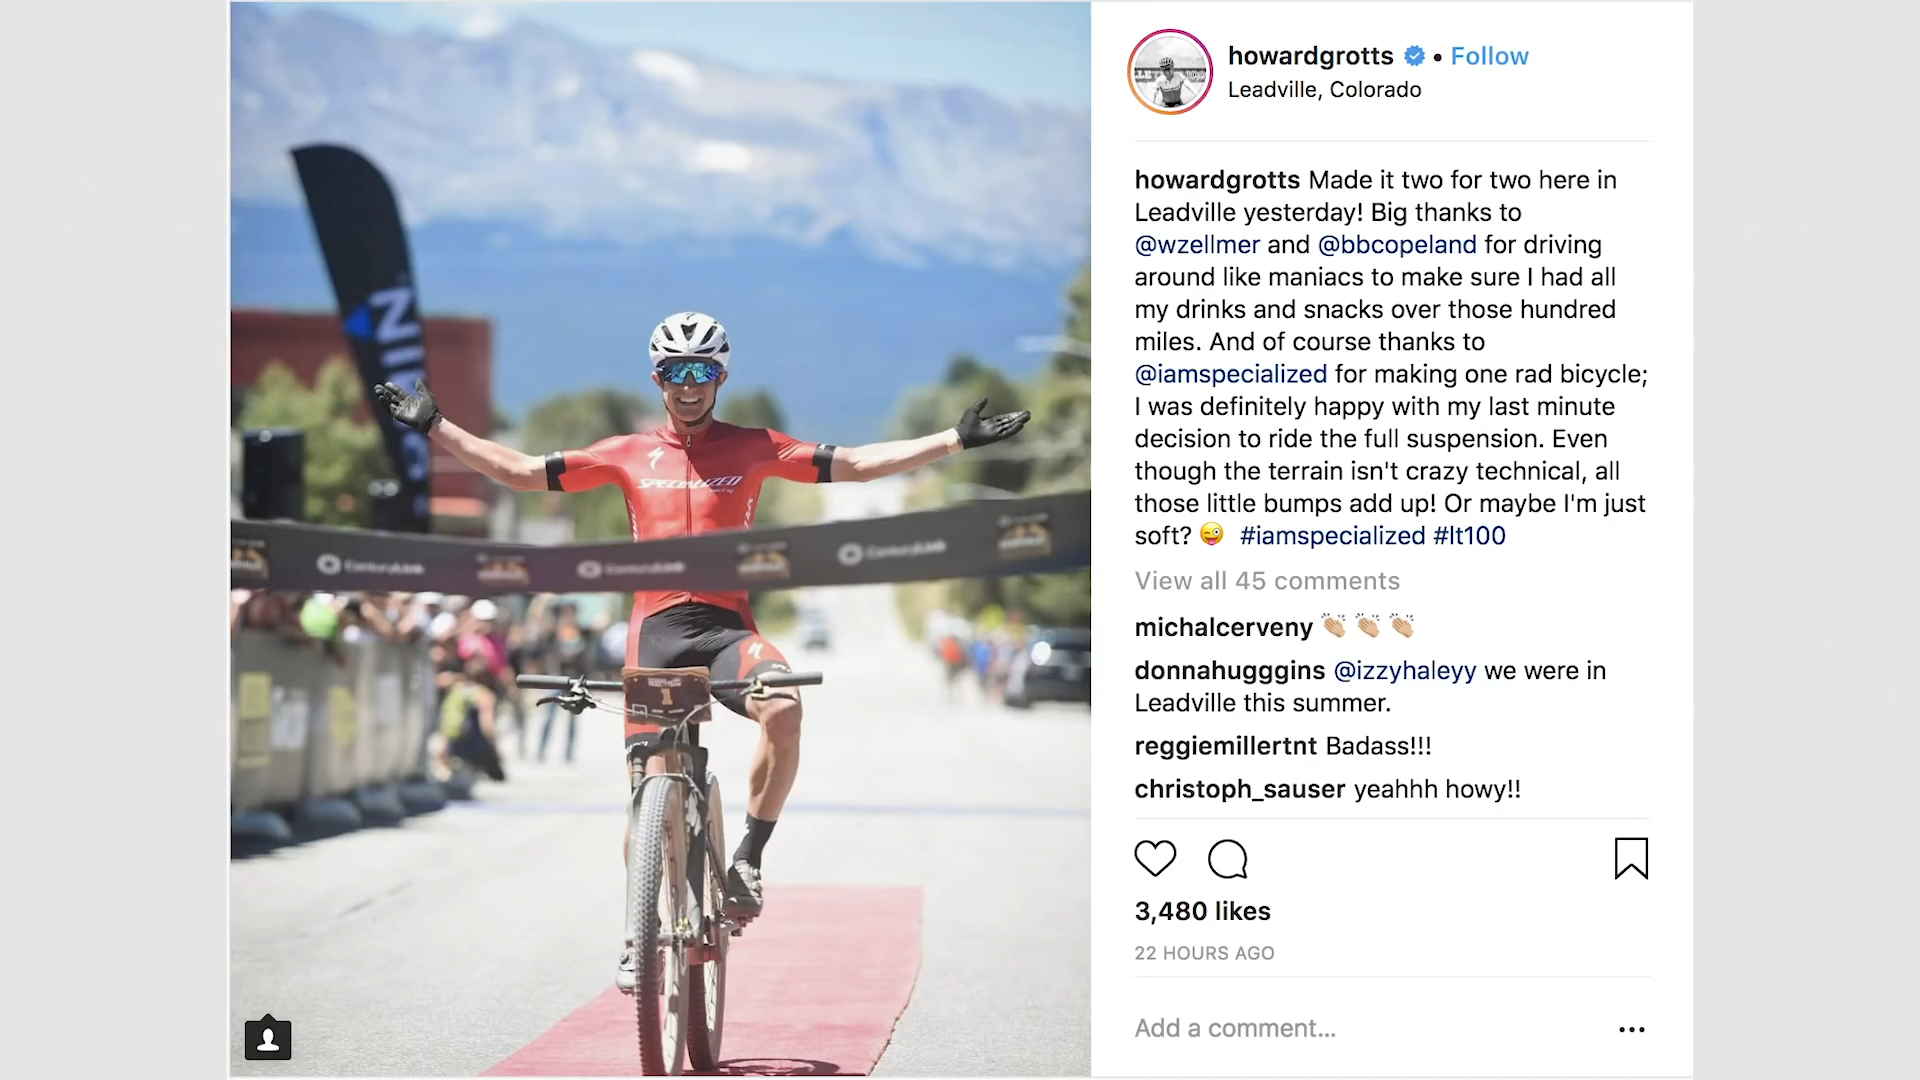 howardgrotts • Follow
Leadville, Colorado
howardgrotts Made it two for two here in
Leadville yesterday! Big thanks to
@wzellmer and @bbcopeland for driving
around like maniacs to make sure I had all
my drinks and snacks over those hundred
miles. And of course thanks to
@iamspecialized for making one rad bicycle;
I was definitely happy with my last minute
decision to ride the full suspension. Even
though the terrain isn't crazy technical, all
those little bumps add up! Or maybe I'm just
soft? 😜 #iamspecialized #lt100
View all 45 comments
michalcerveny 👏🏼 👏🏼 👏🏼
donnahugggins @izzyhaleyy we were in
Leadville this summer.
reggiemillertnt Badass!!!
christoph_sauser yeahhh howy!!
3,480 likes
22 HOURS AGO
Add a comment...
SPECIALIZED
CenturyLink
CenturyLink
CenturyLink
1